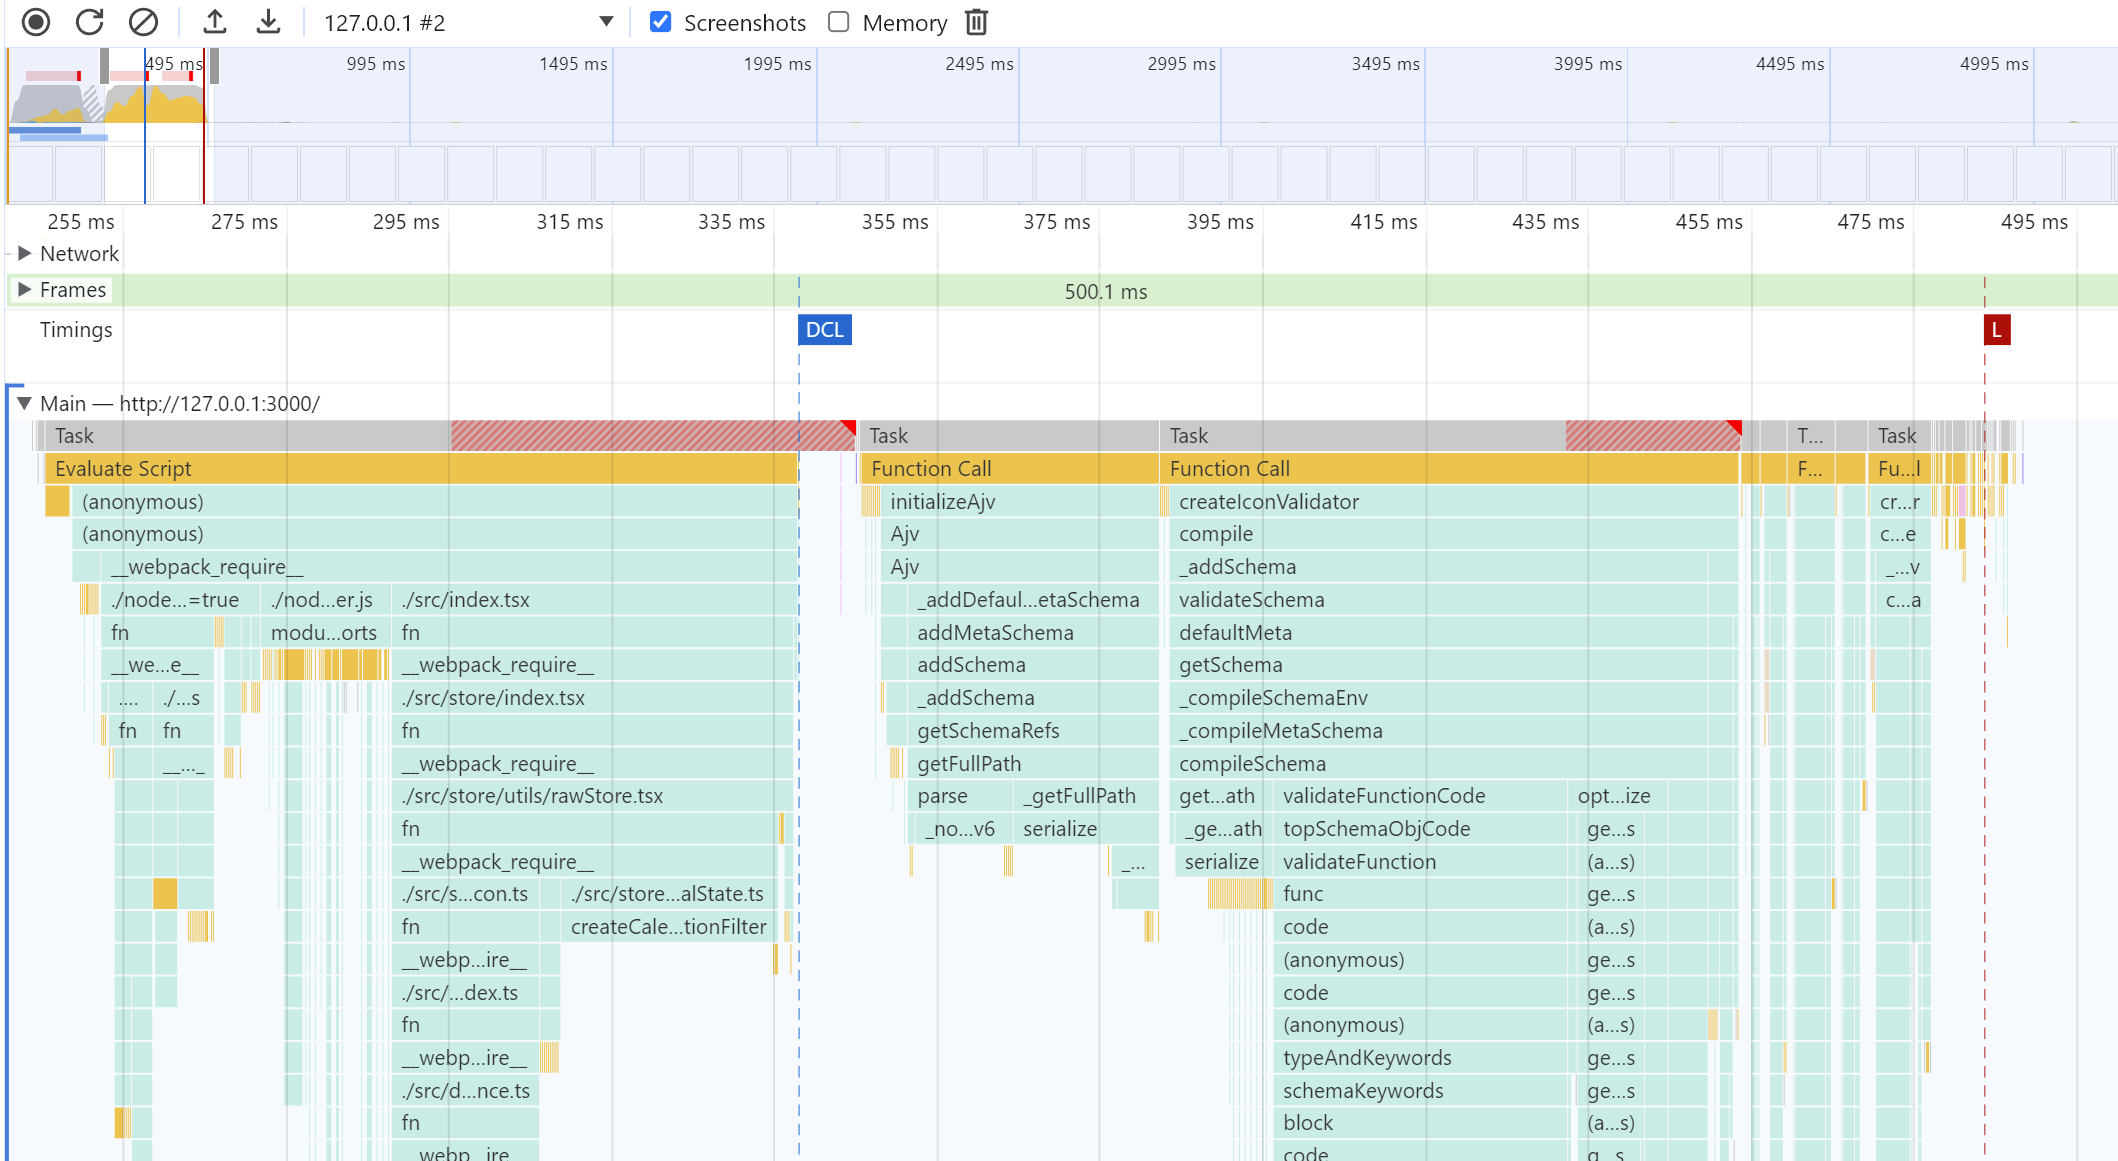 127.0.0.1 #2 Screenshots Memory
495 ms 995 ms 1495 ms 1995 ms 2495 ms 2995 ms 3495 ms 3995 ms 4495 ms 4995 ms
255 ms 275 ms 295 ms 315 ms 335 ms 355 ms 375 ms 395 ms 415 ms 435 ms 455 ms 475 ms 495 ms
Network
Frames 500.1 ms
Timings DCL L
Main — http://127.0.0.1:3000/
Task Task Task T... Task
Evaluate Script Function Call Function Call F... Fu...l
(anonymous) initializeAjv createIconValidator cr...r
(anonymous) Ajv compile c...e
__webpack_require__ Ajv _addSchema _...v
./node...=true ./nod...er.js ./src/index.tsx _addDefaul...etaSchema validateSchema c...a
fn modu...orts fn addMetaSchema defaultMeta
__we...e__ __webpack_require__ addSchema getSchema
.... ./...s ./src/store/index.tsx _addSchema _compileSchemaEnv
fn fn fn getSchemaRefs _compileMetaSchema
__..._ __webpack_require__ getFullPath compileSchema
./src/store/utils/rawStore.tsx parse _getFullPath get...ath validateFunctionCode opt...ize
fn _no...v6 serialize _ge...ath topSchemaObjCode ge...s
__webpack_require__ _... serialize validateFunction (a...s)
./src/s...con.ts ./src/store...alState.ts func ge...s
fn createCale...tionFilter code (a...s)
__webp...ire__ (anonymous) ge...s
./src/...dex.ts code ge...s
fn (anonymous) (a...s)
__webp...ire__ typeAndKeywords ge...s
./src/d...nce.ts schemaKeywords ge...s
fn block (a...s)
__webp...ire__ code g...s